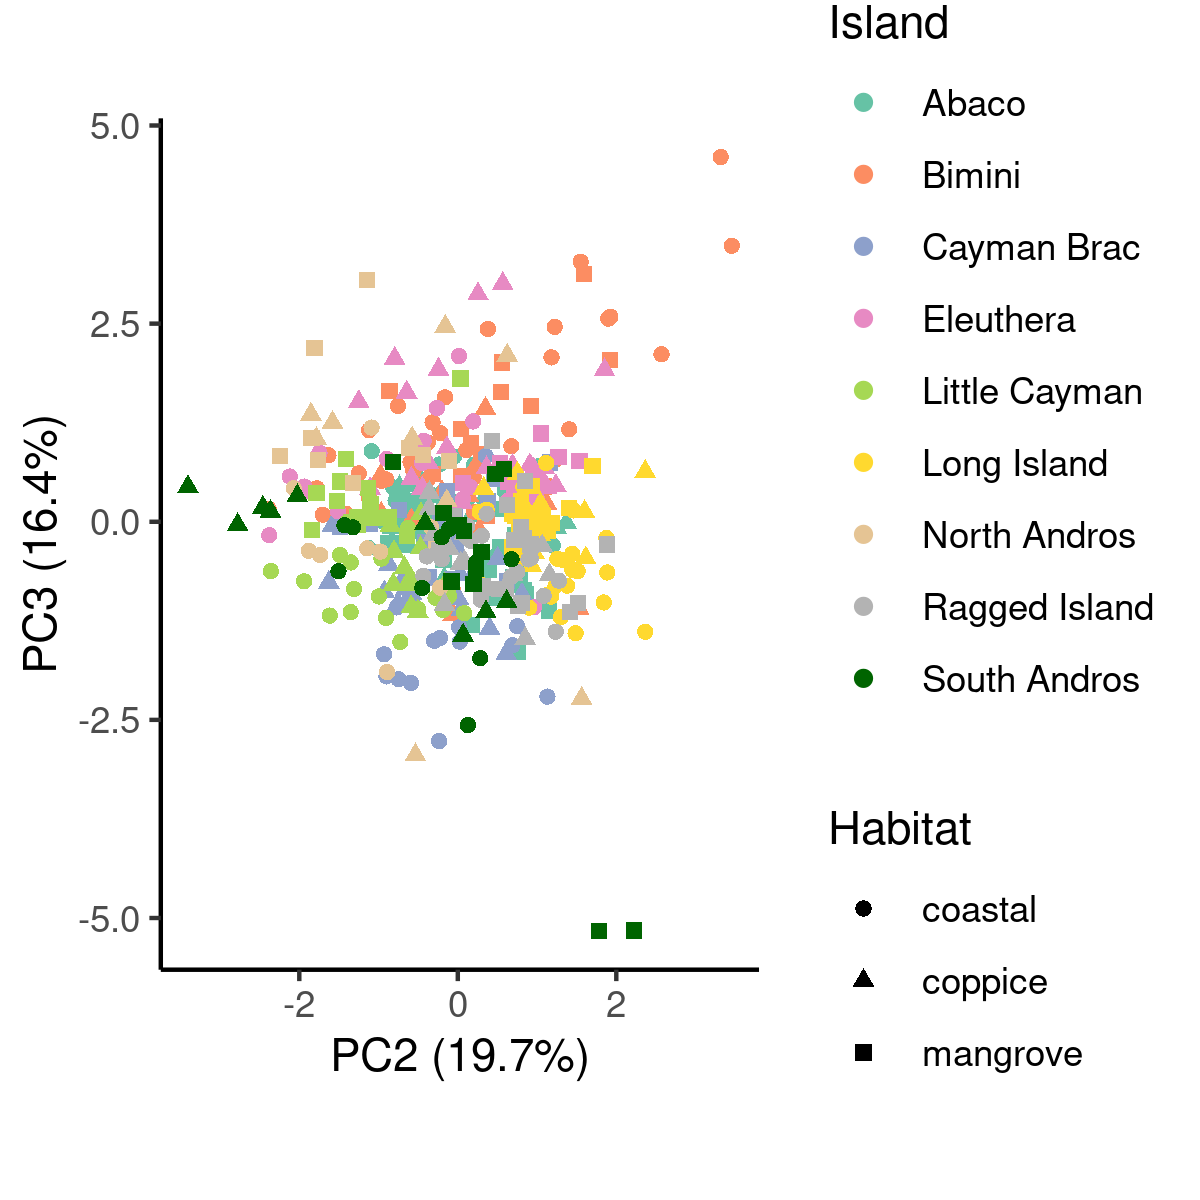 Island
Abaco
Bimini
Cayman Brac
Eleuthera
Little Cayman
Long Island
North Andros
Ragged Island
South Andros
Habitat
coastal
coppice
mangrove
5.0
2.5
0.0
-2.5
-5.0
PC3 (16.4%)
-2 0 2
PC2 (19.7%)